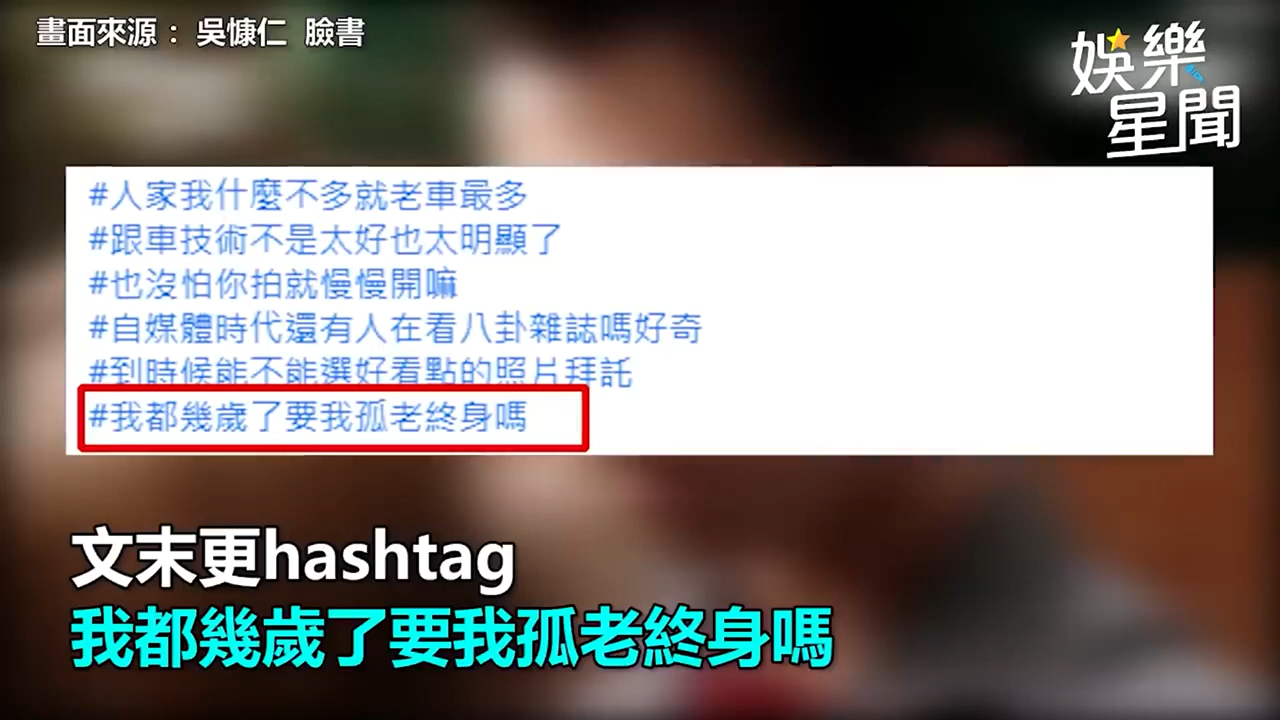 畫面來源： 吳慷仁 臉書
娛樂
星聞
#人家我什麼不多就老車最多
#跟車技術不是太好也太明顯了
#也沒怕你拍就慢慢開嘛
#自媒體時代還有人在看八卦雜誌嗎好奇
#到時候能不能選好看點的照片拜託
#我都幾歲了要我孤老終身嗎
文末更hashtag
我都幾歲了要我孤老終身嗎